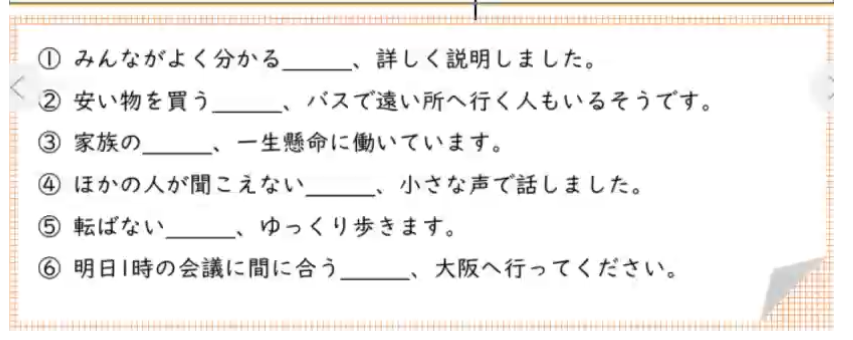 ① みんながよく分かる______、詳しく説明しました。
② 安い物を買う______、バスで遠い所へ行く人もいるそうです。
③ 家族の______、一生懸命に働いています。
④ ほかの人が聞こえない______、小さな声で話しました。
⑤ 転ばない______、ゆっくり歩きます。
⑥ 明日1時の会議に間に合う______、大阪へ行ってください。